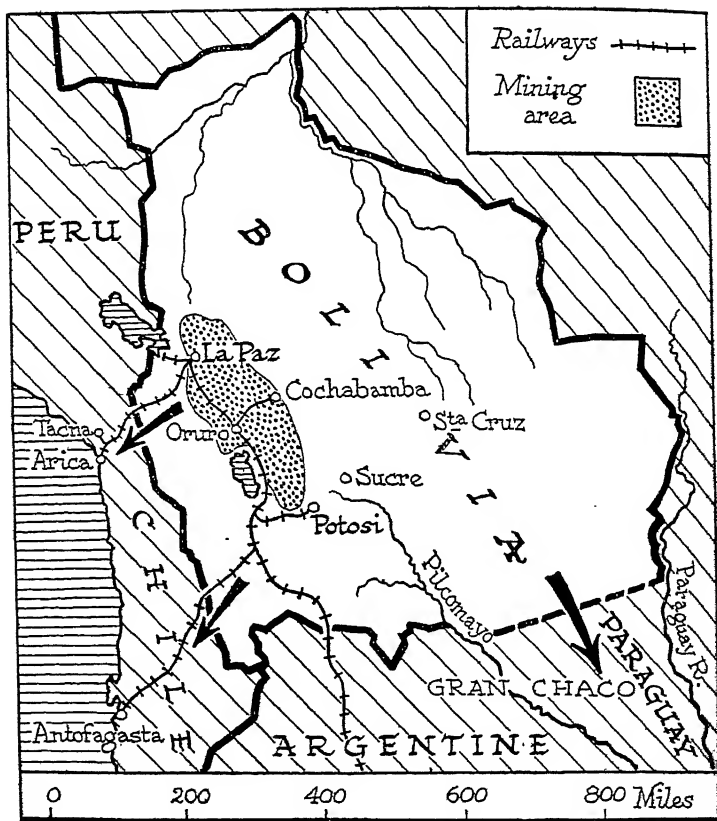 Railways
Mining
area
PERU
BOLIVIA
La Paz
Cochabamba
Tacna
Oruro
Sta Cruz
Arica
Sucre
Potosi
CHILE
Pilcomayo
Paraguay R.
PARAGUAY
GRAN CHACO
Antofagasta
ARGENTINE
0 200 400 600 800 Miles